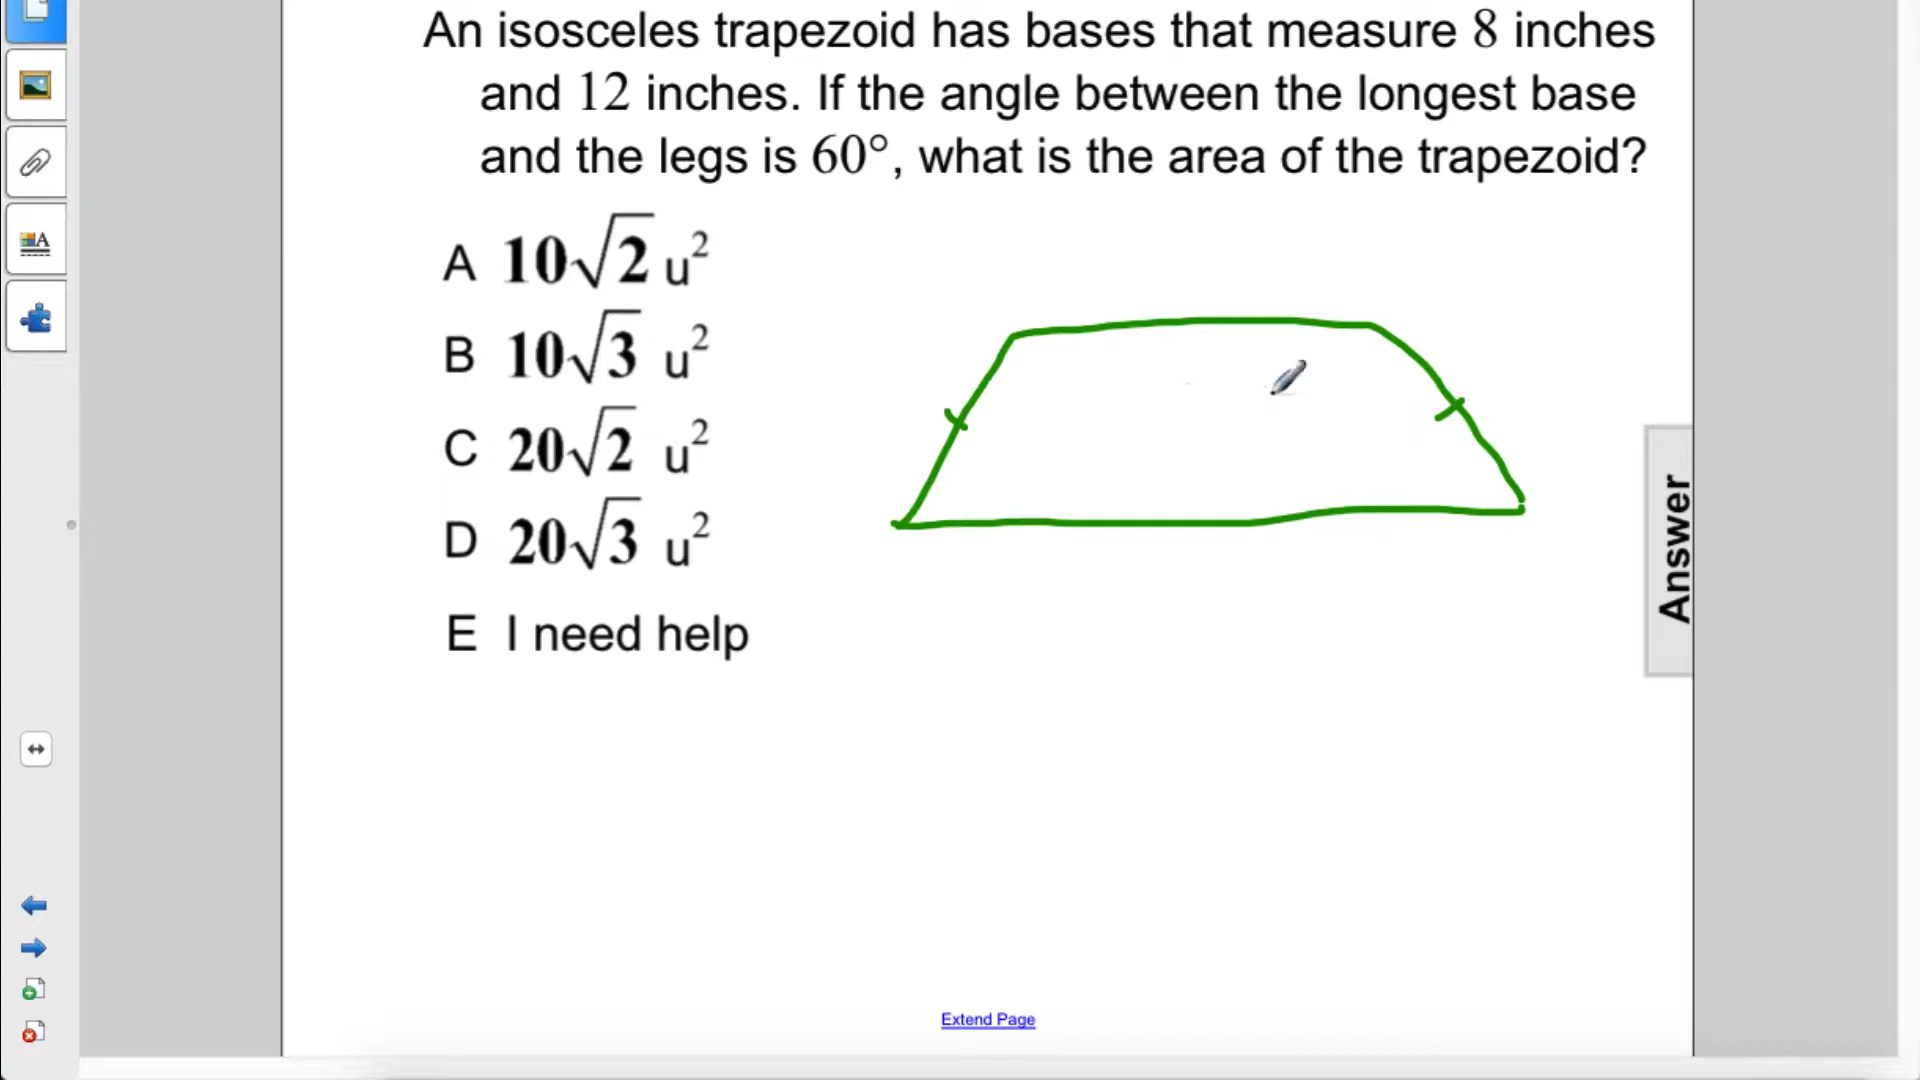 An isosceles trapezoid has bases that measure 8 inches
and 12 inches. If the angle between the longest base
and the legs is 60°, what is the area of the trapezoid?
A 10√2 u²
B 10√3 u²
C 20√2 u²
D 20√3 u²
E I need help
Answer
Extend Page